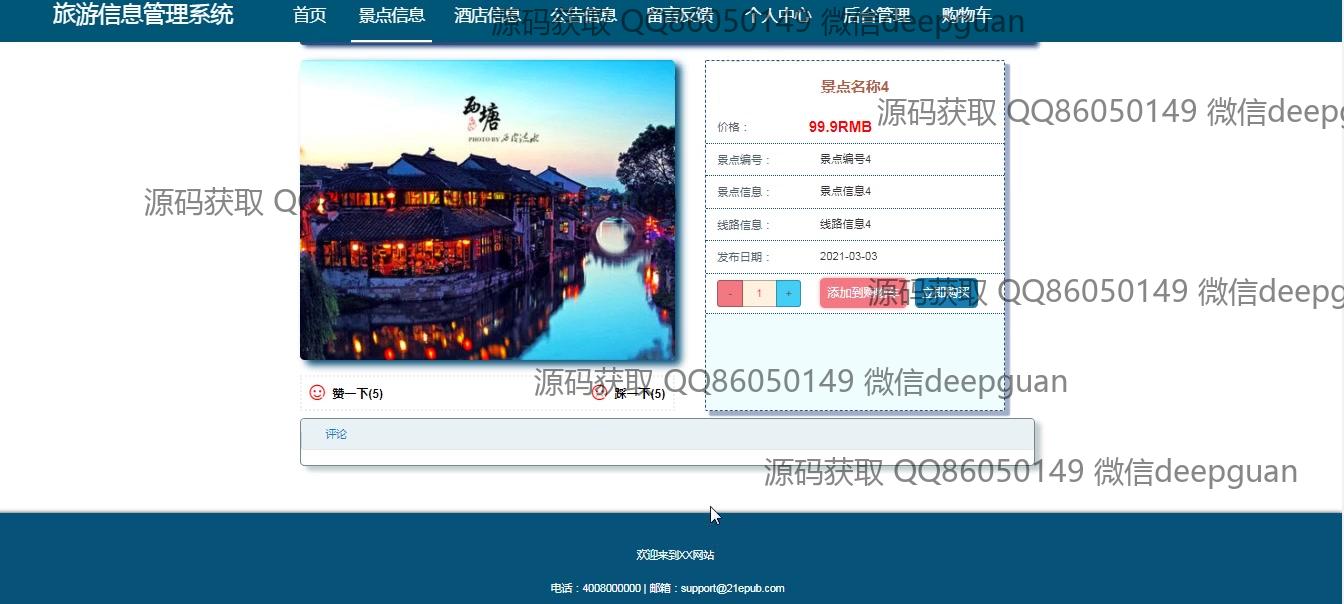 旅游信息管理系统 首页 景点信息 酒店信息 公告信息 留言反馈 个人中心 后台管理 购物车
源码获取 QQ86050149 微信deepguan
西塘
PHOTO BY
景点名称4
源码获取 QQ86050149 微信deepg
价格： 99.9RMB
景点编号： 景点编号4
景点信息： 景点信息4
源码获取 Q
线路信息： 线路信息4
发布日期： 2021-03-03
- 1 + 添加到购物车 立即购买
源码获取 QQ86050149 微信deepg
赞一下(5) 踩一下(5)
源码获取 QQ86050149 微信deepguan
评论
源码获取 QQ86050149 微信deepguan
欢迎来到XX网站
电话：4008000000 | 邮箱：support@21epub.com